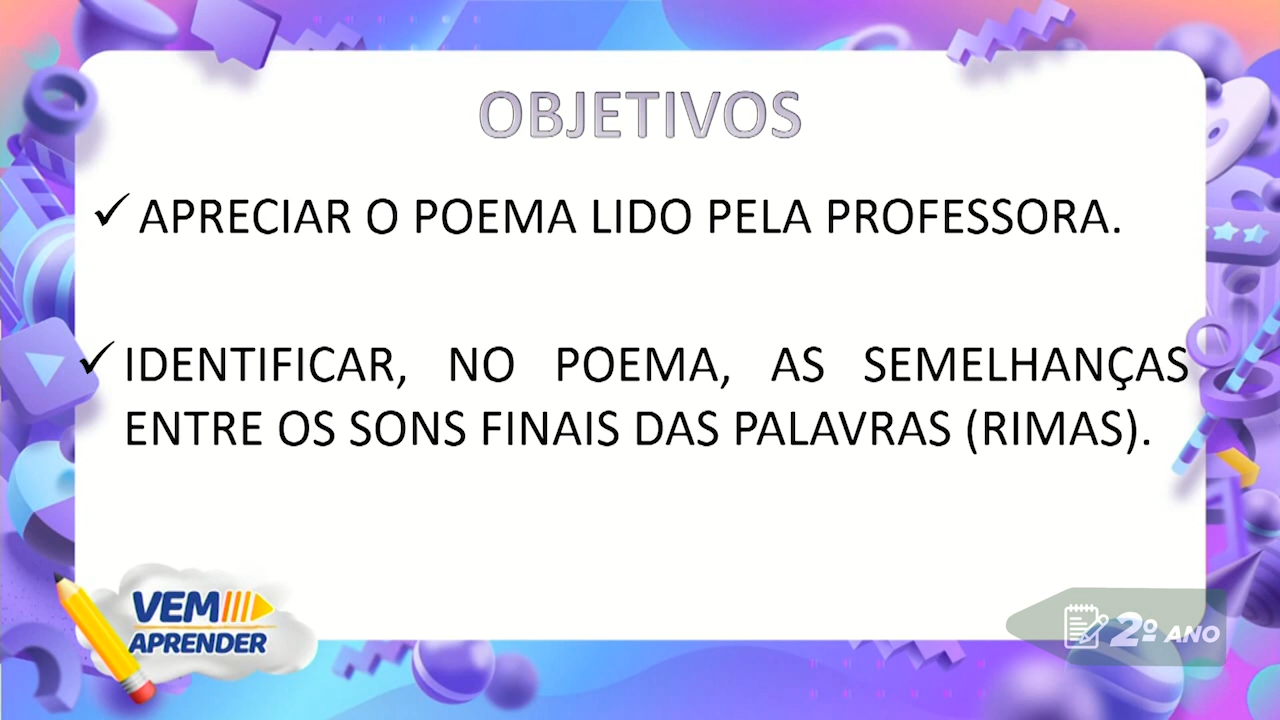 OBJETIVOS
✓ APRECIAR O POEMA LIDO PELA PROFESSORA.
✓ IDENTIFICAR, NO POEMA, AS SEMELHANÇAS
ENTRE OS SONS FINAIS DAS PALAVRAS (RIMAS).
VEM
APRENDER
2º ANO